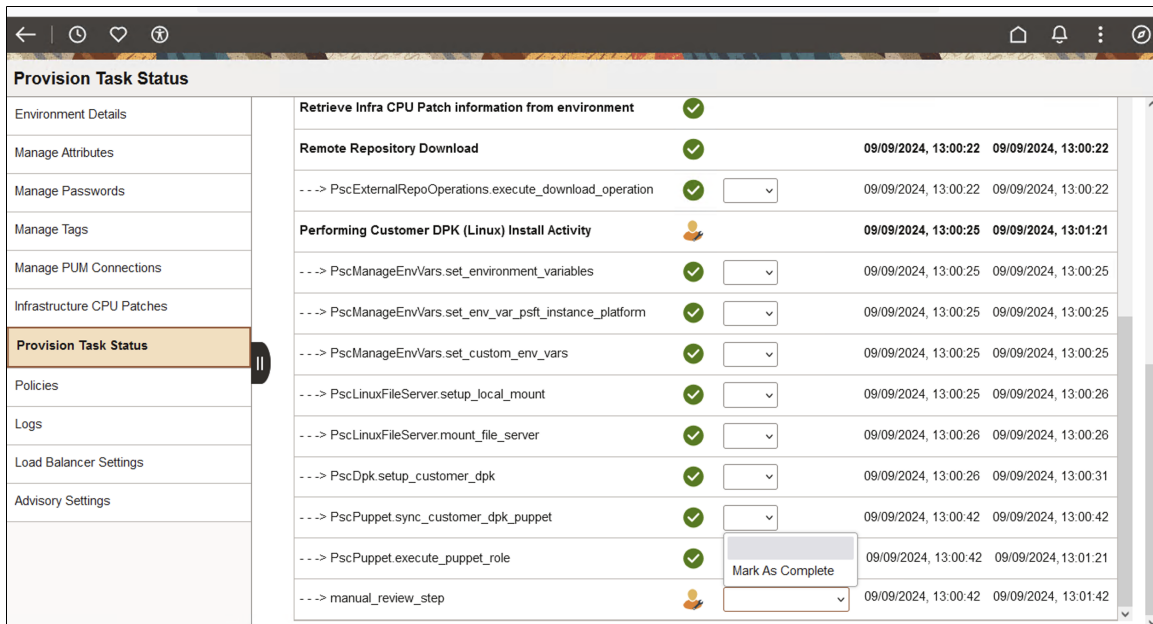 Provision Task Status
Environment Details
Manage Attributes
Manage Passwords
Manage Tags
Manage PUM Connections
Infrastructure CPU Patches
Provision Task Status
Policies
Logs
Load Balancer Settings
Advisory Settings
Retrieve Infra CPU Patch information from environment
Remote Repository Download 09/09/2024, 13:00:22 09/09/2024, 13:00:22
- - -> PscExternalRepoOperations.execute_download_operation 09/09/2024, 13:00:22 09/09/2024, 13:00:22
Performing Customer DPK (Linux) Install Activity 09/09/2024, 13:00:25 09/09/2024, 13:01:21
- - -> PscManageEnvVars.set_environment_variables 09/09/2024, 13:00:25 09/09/2024, 13:00:25
- - -> PscManageEnvVars.set_env_var_psft_instance_platform 09/09/2024, 13:00:25 09/09/2024, 13:00:25
- - -> PscManageEnvVars.set_custom_env_vars 09/09/2024, 13:00:25 09/09/2024, 13:00:25
- - -> PscLinuxFileServer.setup_local_mount 09/09/2024, 13:00:25 09/09/2024, 13:00:26
- - -> PscLinuxFileServer.mount_file_server 09/09/2024, 13:00:26 09/09/2024, 13:00:26
- - -> PscDpk.setup_customer_dpk 09/09/2024, 13:00:26 09/09/2024, 13:00:31
- - -> PscPuppet.sync_customer_dpk_puppet 09/09/2024, 13:00:42 09/09/2024, 13:00:42
- - -> PscPuppet.execute_puppet_role 09/09/2024, 13:00:42 09/09/2024, 13:01:21
Mark As Complete
- - -> manual_review_step 09/09/2024, 13:00:42 09/09/2024, 13:01:42